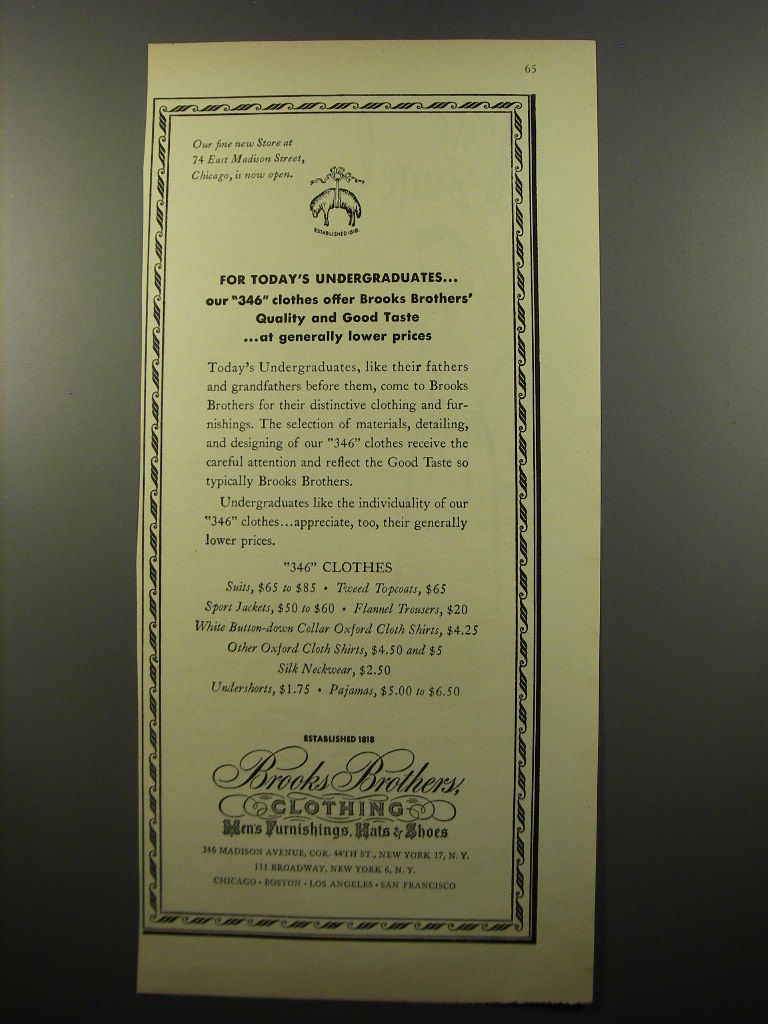 65
Our fine new Store at
74 East Madison Street,
Chicago, is now open.
ESTABLISHED 1818
FOR TODAY'S UNDERGRADUATES...
our "346" clothes offer Brooks Brothers'
Quality and Good Taste
...at generally lower prices
Today's Undergraduates, like their fathers
and grandfathers before them, come to Brooks
Brothers for their distinctive clothing and fur-
nishings. The selection of materials, detailing,
and designing of our "346" clothes receive the
careful attention and reflect the Good Taste so
typically Brooks Brothers.
Undergraduates like the individuality of our
"346" clothes...appreciate, too, their generally
lower prices.
"346" CLOTHES
Suits, $65 to $85 • Tweed Topcoats, $65
Sport Jackets, $50 to $60 • Flannel Trousers, $20
White Button-down Collar Oxford Cloth Shirts, $4.25
Other Oxford Cloth Shirts, $4.50 and $5
Silk Neckwear, $2.50
Undershorts, $1.75 • Pajamas, $5.00 to $6.50
ESTABLISHED 1818
Brooks Brothers,
CLOTHING
Men's Furnishings, Hats & Shoes
346 MADISON AVENUE, COR. 44TH ST., NEW YORK 17, N. Y.
111 BROADWAY, NEW YORK 6, N. Y.
CHICAGO • BOSTON • LOS ANGELES • SAN FRANCISCO